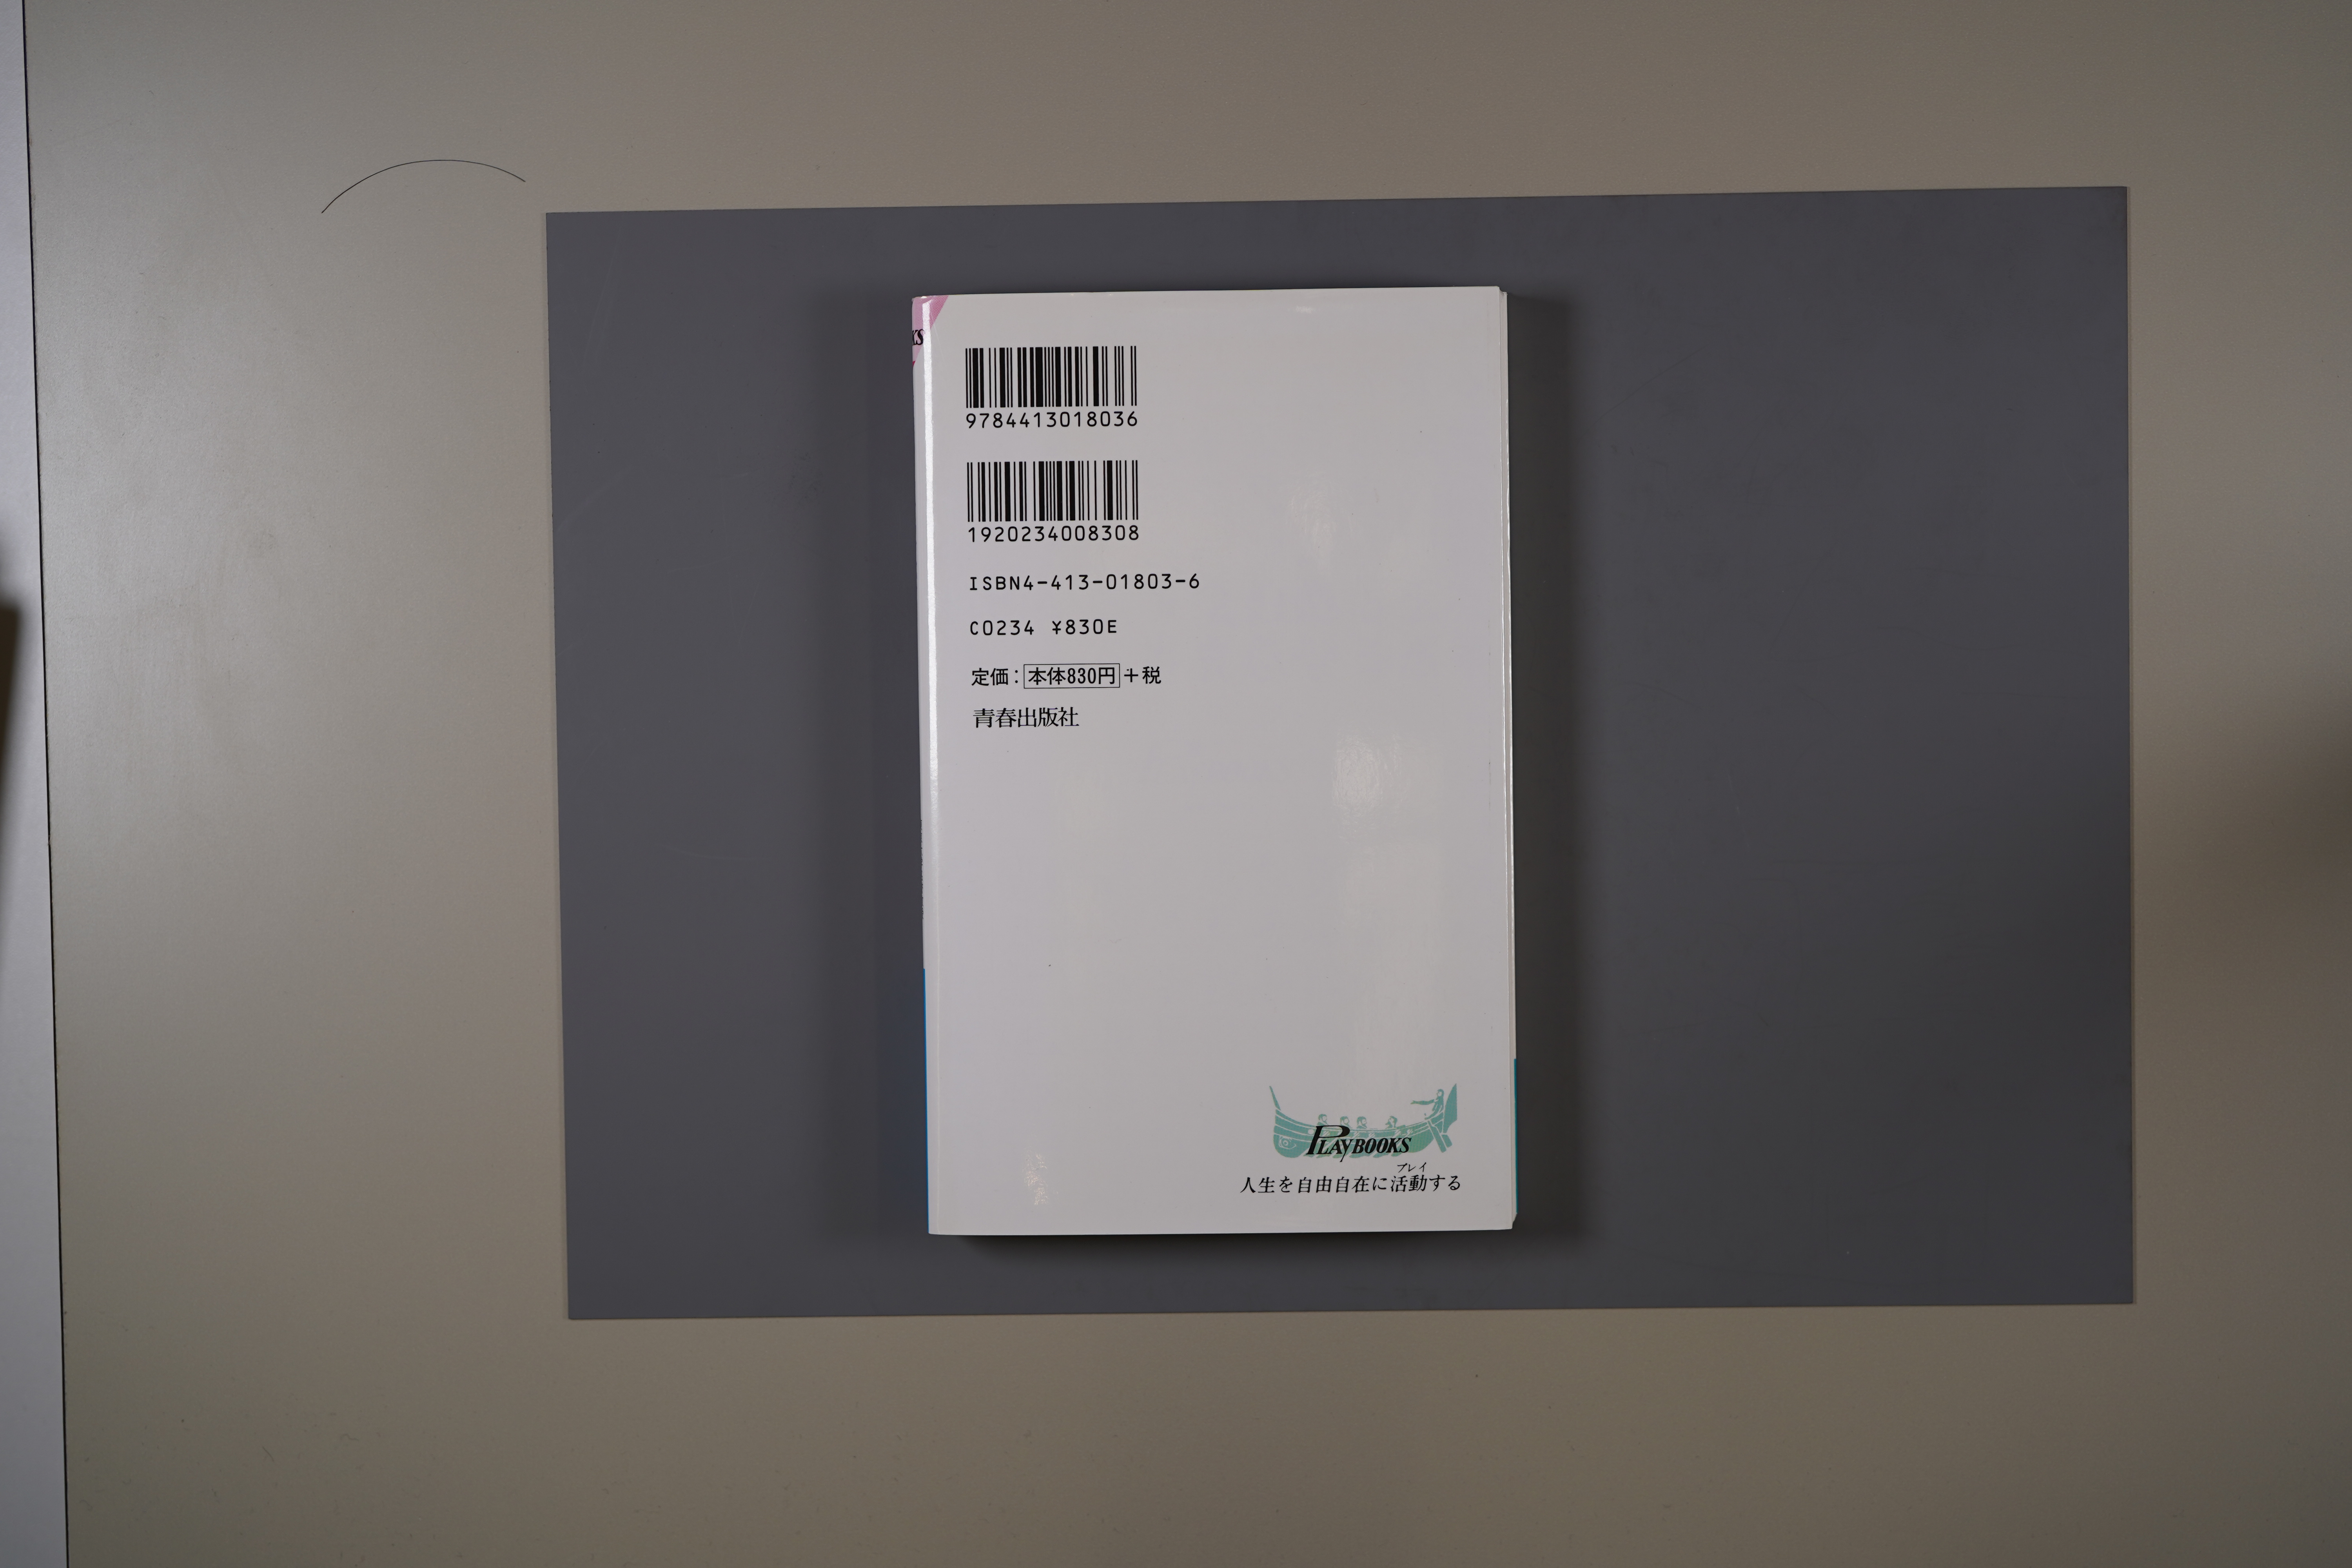 KS
9784413018036
1920234008308
ISBN4-413-01803-6
C0234 ¥830E
定価：本体830円＋税
青春出版社
PLAYBOOKS
プレイ
人生を自由自在に活動する